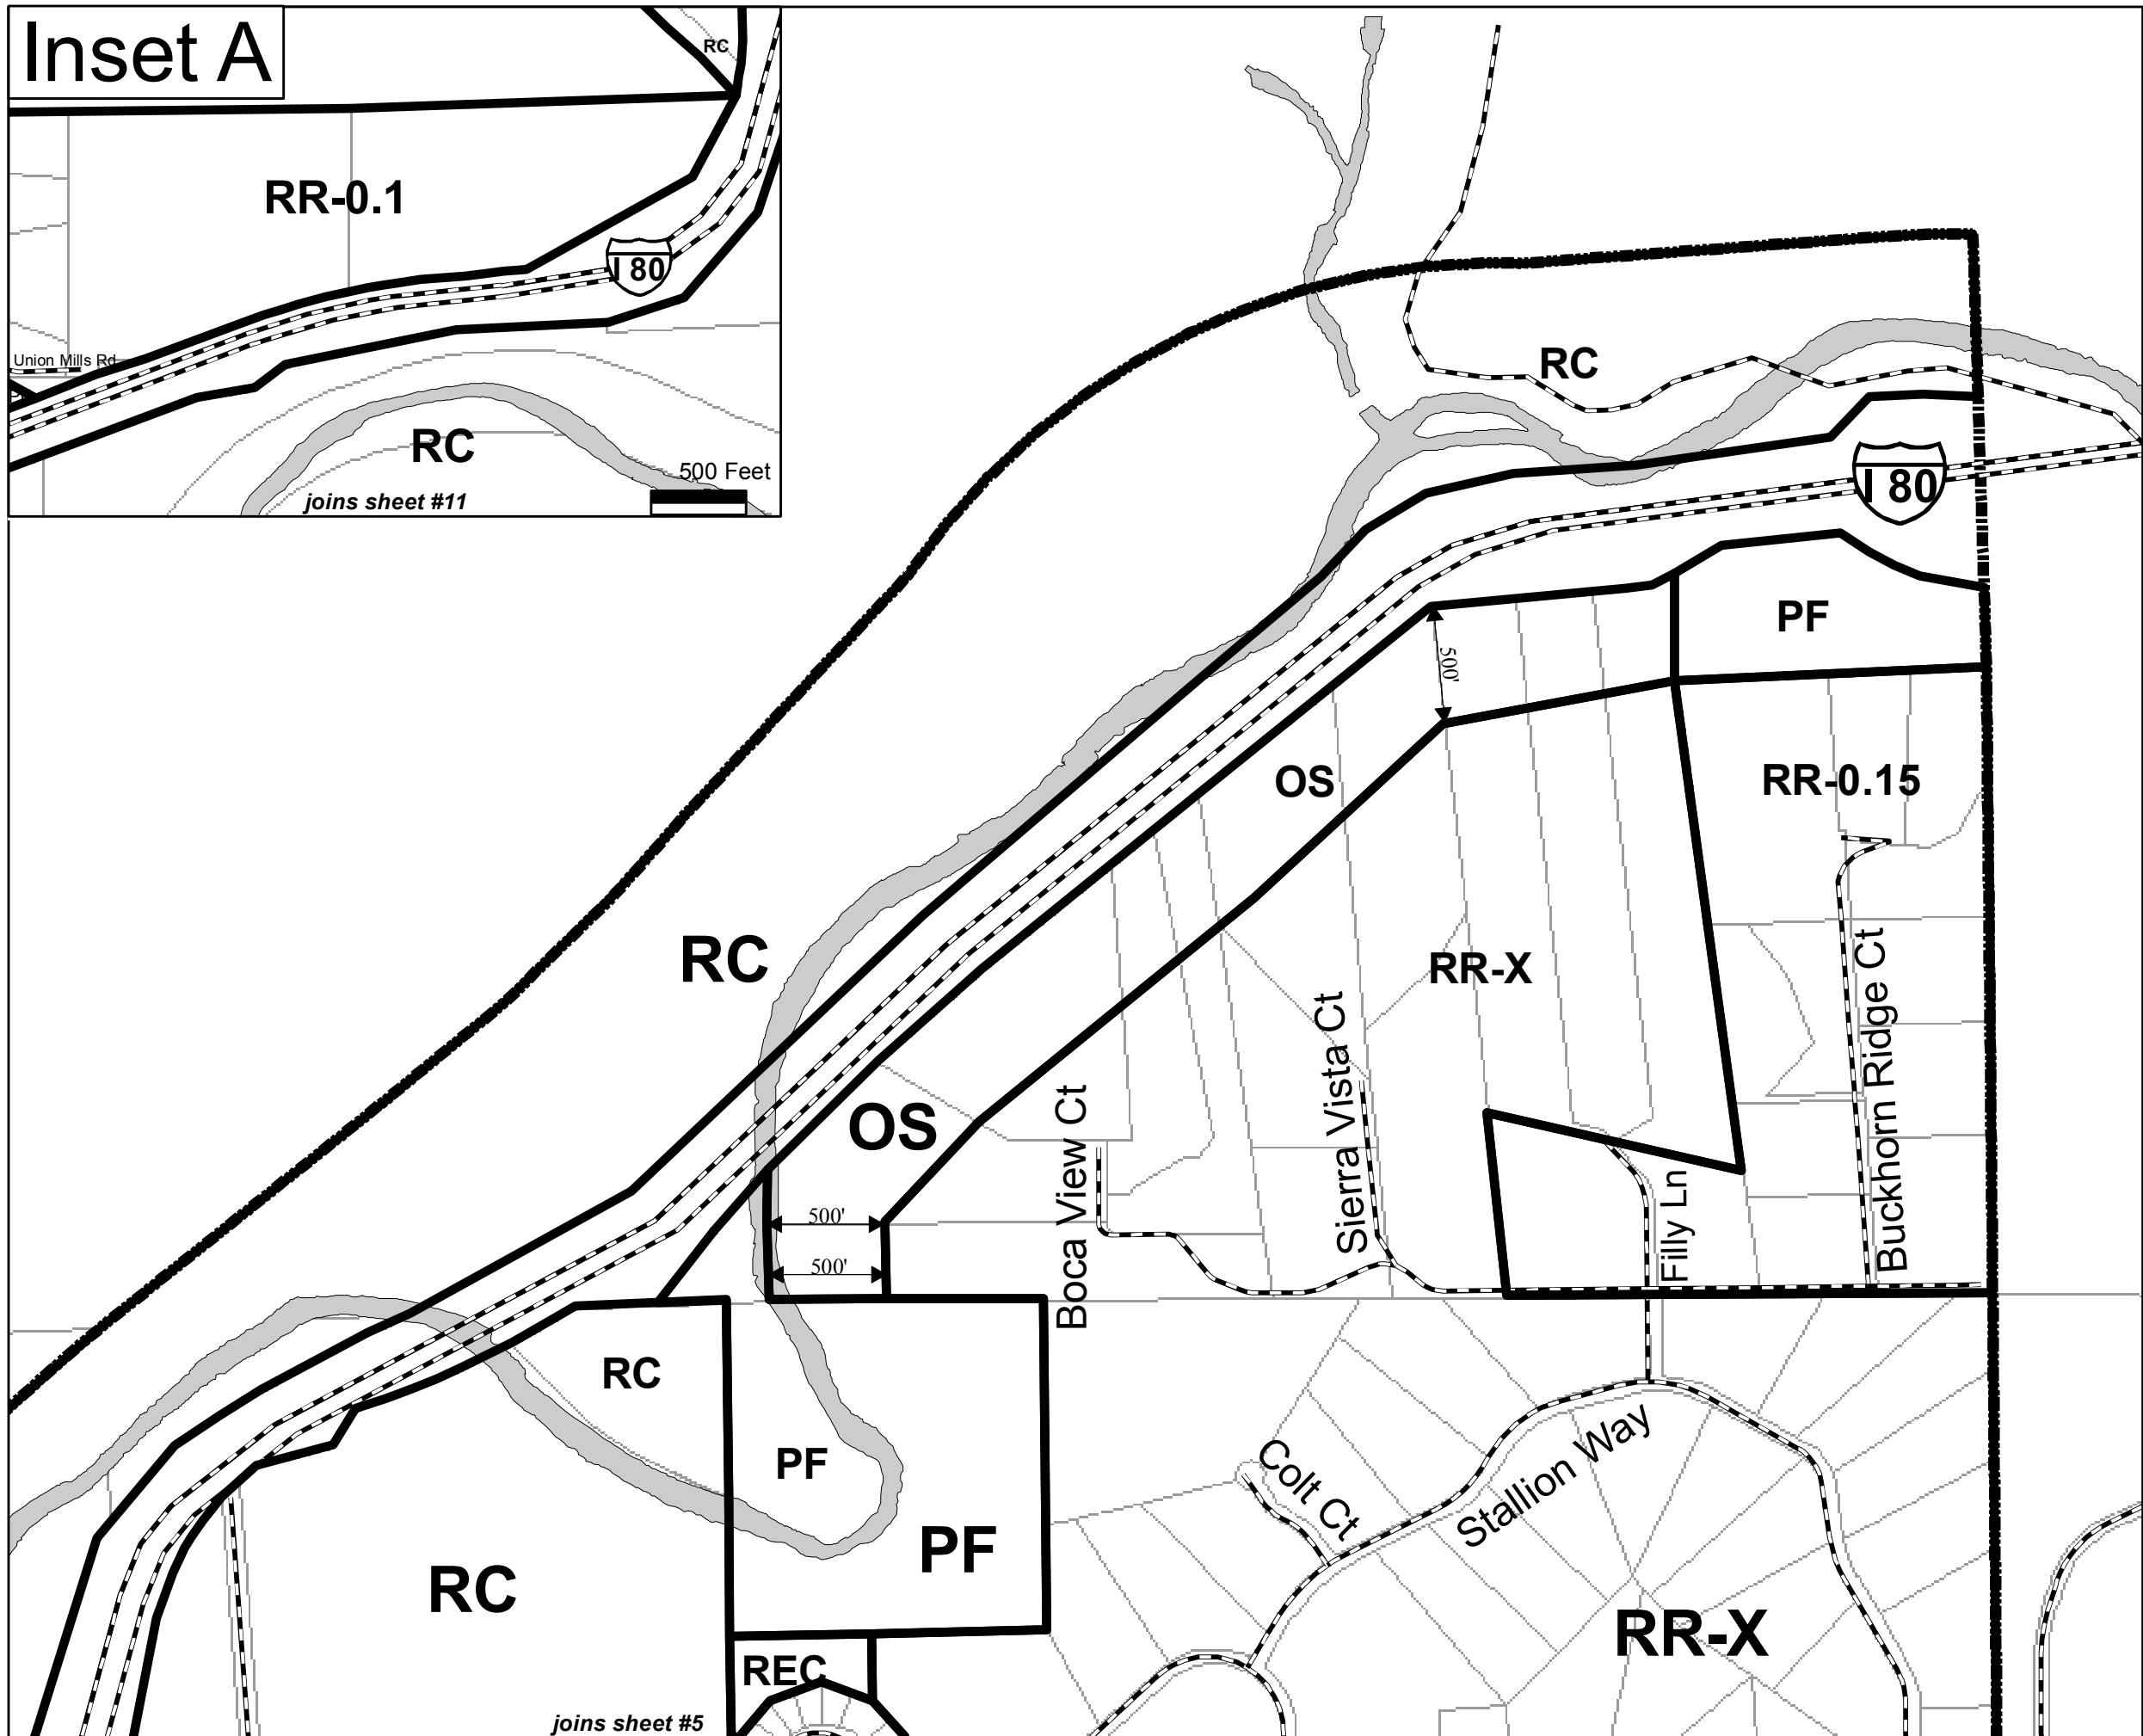 Inset A
RC
RR-0.1
I 80
Union Mills Rd
RC
500 Feet
joins sheet #11
RC
I 80
PF
500'
OS
RR-0.15
RC
RR-X
Buckhorn Ridge Ct
Sierra Vista Ct
OS
Boca View Ct
Filly Ln
500'
500'
RC
PF
Colt Ct
Stallion Way
PF
RC
RR-X
REC
joins sheet #5